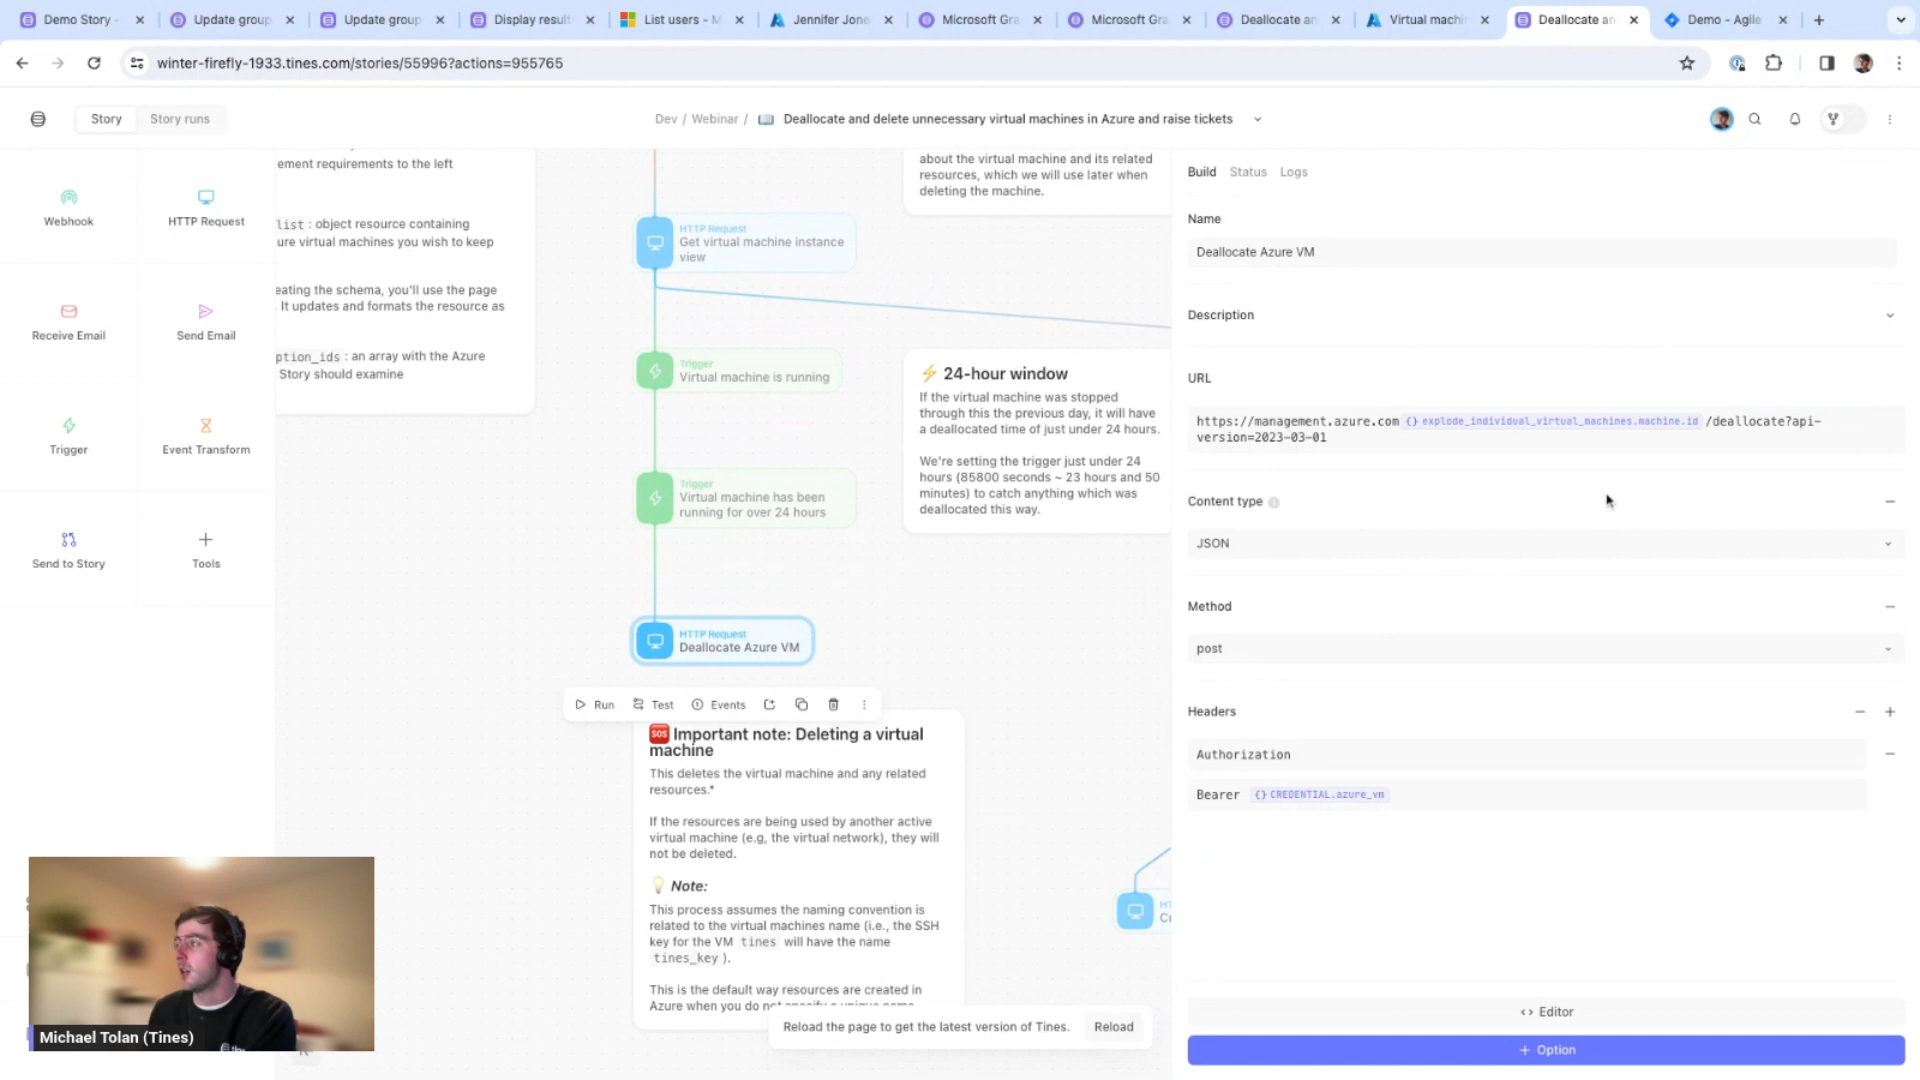 Demo Story -
Update group
Update group
Display result
List users - M
Jennifer Jone
Microsoft Gra
Microsoft Gra
Deallocate an
Virtual machi
Deallocate an
Demo - Agile
winter-firefly-1933.tines.com/stories/55996?actions=955765
Story
Story runs
Dev / Webinar / Deallocate and delete unnecessary virtual machines in Azure and raise tickets
Webhook
HTTP Request
Receive Email
Send Email
Trigger
Event Transform
Send to Story
Tools
ement requirements to the left
list : object resource containing
ure virtual machines you wish to keep
eating the schema, you'll use the page
. It updates and formats the resource as
ption_ids : an array with the Azure
Story should examine
about the virtual machine and its related
resources, which we will use later when
deleting the machine.
HTTP Request
Get virtual machine instance
view
Trigger
Virtual machine is running
⚡ 24-hour window
If the virtual machine was stopped
through this the previous day, it will have
a deallocated time of just under 24 hours.
We're setting the trigger just under 24
hours (85800 seconds ~ 23 hours and 50
minutes) to catch anything which was
deallocated this way.
Trigger
Virtual machine has been
running for over 24 hours
HTTP Request
Deallocate Azure VM
Run
Test
Events
🆘 Important note: Deleting a virtual
machine
This deletes the virtual machine and any related
resources.*
If the resources are being used by another active
virtual machine (e.g, the virtual network), they will
not be deleted.
💡 Note:
This process assumes the naming convention is
related to the virtual machines name (i.e., the SSH
key for the VM tines will have the name
tines_key ).
This is the default way resources are created in
Azure when you do not specify a unique name
Reload the page to get the latest version of Tines.
Reload
Build
Status
Logs
Name
Deallocate Azure VM
Description
URL
https://management.azure.com {} explode_individual_virtual_machines.machine.id /deallocate?api-
version=2023-03-01
Content type
JSON
Method
post
Headers
Authorization
Bearer {} CREDENTIAL.azure_vm
<> Editor
+ Option
Michael Tolan (Tines)